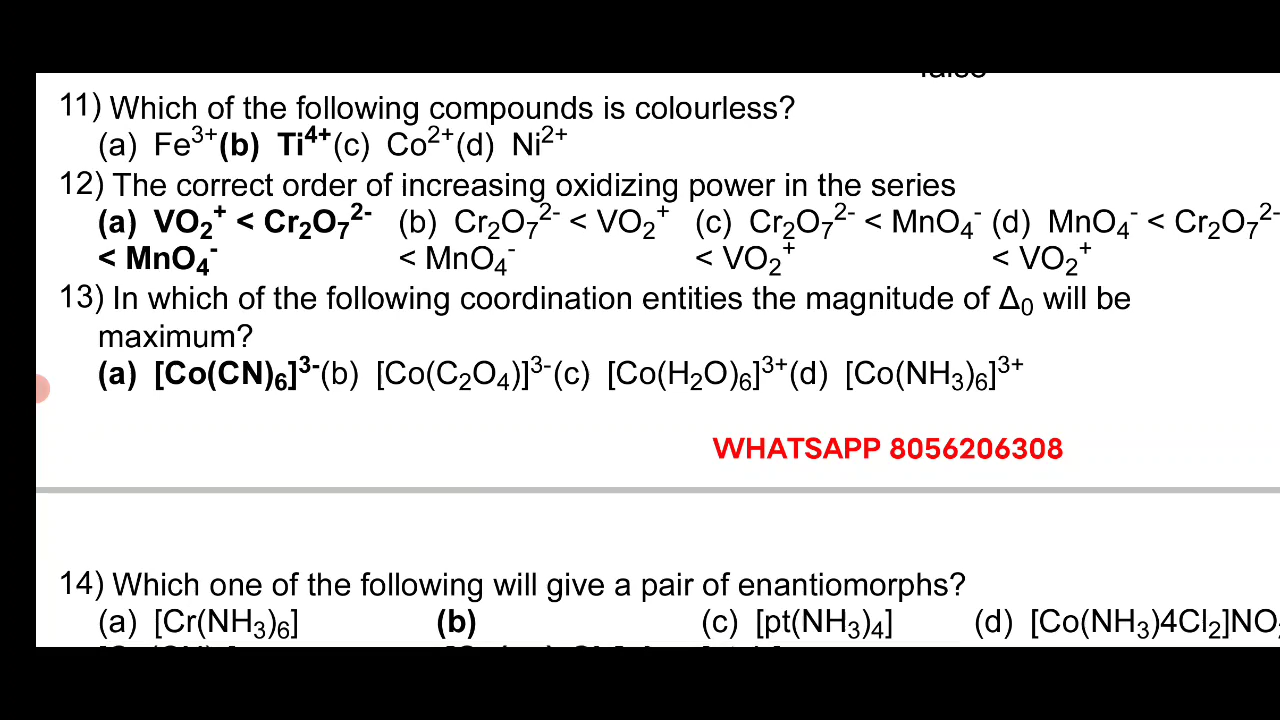 11) Which of the following compounds is colourless?
(a) Fe³⁺(b) Ti⁴⁺(c) Co²⁺(d) Ni²⁺
12) The correct order of increasing oxidizing power in the series
(a) VO₂⁺ < Cr₂O₇²⁻ (b) Cr₂O₇²⁻ < VO₂⁺ (c) Cr₂O₇²⁻ < MnO₄⁻ (d) MnO₄⁻ < Cr₂O₇²⁻
< MnO₄⁻ < MnO₄⁻ < VO₂⁺ < VO₂⁺
13) In which of the following coordination entities the magnitude of Δ₀ will be
maximum?
(a) [Co(CN)₆]³⁻(b) [Co(C₂O₄)]³⁻(c) [Co(H₂O)₆]³⁺(d) [Co(NH₃)₆]³⁺
WHATSAPP 8056206308
14) Which one of the following will give a pair of enantiomorphs?
(a) [Cr(NH₃)₆] (b) (c) [pt(NH₃)₄] (d) [Co(NH₃)4Cl₂]NO